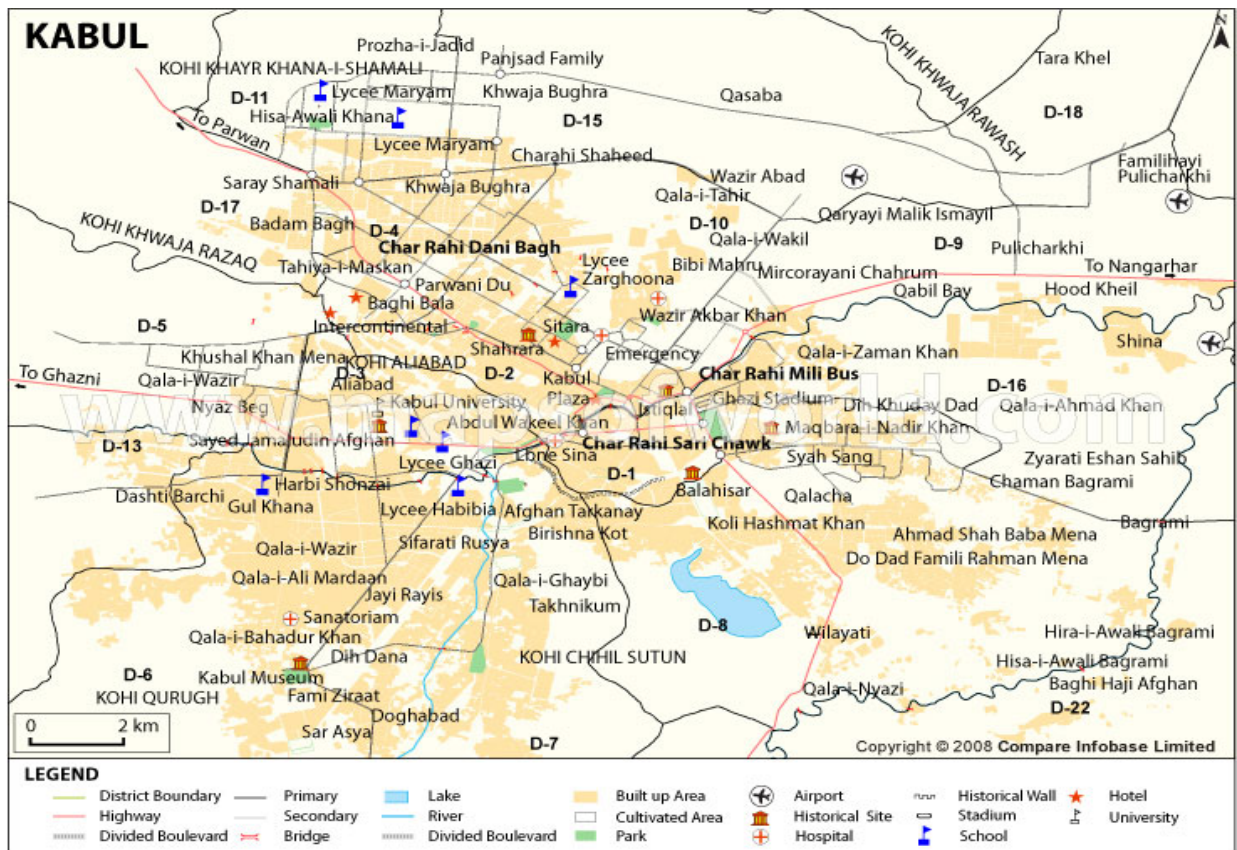 KABUL
Prozha-i-Jadid
Panjsad Family
Tara Khel
KOHI KHAYR KHANA-I-SHAMALI
KOHI KHWAJA RAWASH
N
D-11
Lycee Maryam
Khwaja Bughra
Qasaba
D-18
Hisa-Awali Khana
D-15
To Parwan
Lycee Maryam
Charahi Shaheed
Familihayi
Pulicharkhi
Saray Shamali
Khwaja Bughra
Wazir Abad
Qala-i-Tahir
D-17
KOHI KHWAJA RAZAQ
Badam Bagh
D-4
D-10
Qaryayi Malik Ismayil
Char Rahi Dani Bagh
Qala-i-Wakil
D-9
Pulicharkhi
Tahiya-i-Maskan
Lycee
Zarghoona
Bibi Mahru
Mircorayani Chahrum
To Nangarhar
Parwani Du
Qabil Bay
Hood Kheil
Baghi Bala
Wazir Akbar Khan
D-5
Intercontinental
Sitara
Shina
Khushal Khan Mena
KOHI ALIABAD
Shahrara
Emergency
Qala-i-Zaman Khan
To Ghazni
Qala-i-Wazir
D-3
Aliabad
D-2
Kabul
Plaza
Char Rahi Mili Bus
D-16
Nyaz Beg
Kabul University
Istiqlal
Ghazi Stadium
Dih Khuday Dad
Qala-i-Ahmad Khan
Abdul Wakeel Khan
Maqbara-i-Nadir Khan
D-13
Sayed Jamaludin Afghan
Char Rahi Sari Chawk
Lycee Ghazi
Lbne Sina
D-1
Syah Sang
Zyarati Eshan Sahib
Dashti Barchi
Harbi Shonzai
Balahisar
Qalacha
Chaman Bagrami
Gul Khana
Lycee Habibia
Afghan Tarkanay
Koli Hashmat Khan
Bagrami
Sifarati Rusya
Birishna Kot
Ahmad Shah Baba Mena
Qala-i-Wazir
Do Dad Famili Rahman Mena
Qala-i-Ali Mardaan
Qala-i-Ghaybi
Jayi Rayis
Takhnikum
Sanatoriam
D-8
Wilayati
Hira-i-Awali Bagrami
Qala-i-Bahadur Khan
Dih Dana
KOHI CHIHIL SUTUN
Hisa-i-Awali Bagrami
D-6
Kabul Museum
Baghi Haji Afghan
KOHI QURUGH
Fami Ziraat
Qala-i-Nyazi
D-22
Doghabad
0 2 km
Sar Asya
D-7
Copyright © 2008 Compare Infobase Limited
LEGEND
District Boundary
Primary
Lake
Built up Area
Airport
Historical Wall
Hotel
Highway
Secondary
River
Cultivated Area
Historical Site
Stadium
University
Divided Boulevard
Bridge
Divided Boulevard
Park
Hospital
School